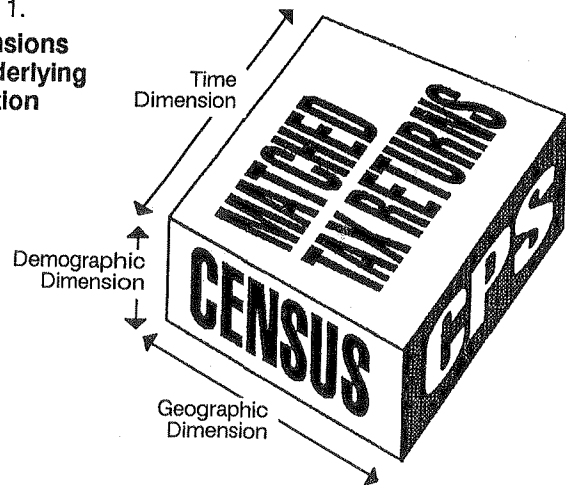 1.
nsions
derlying
tion
Time
Dimension
MATCHED
TAX RETURNS
Demographic
Dimension
CENSUS
CPS
Geographic
Dimension